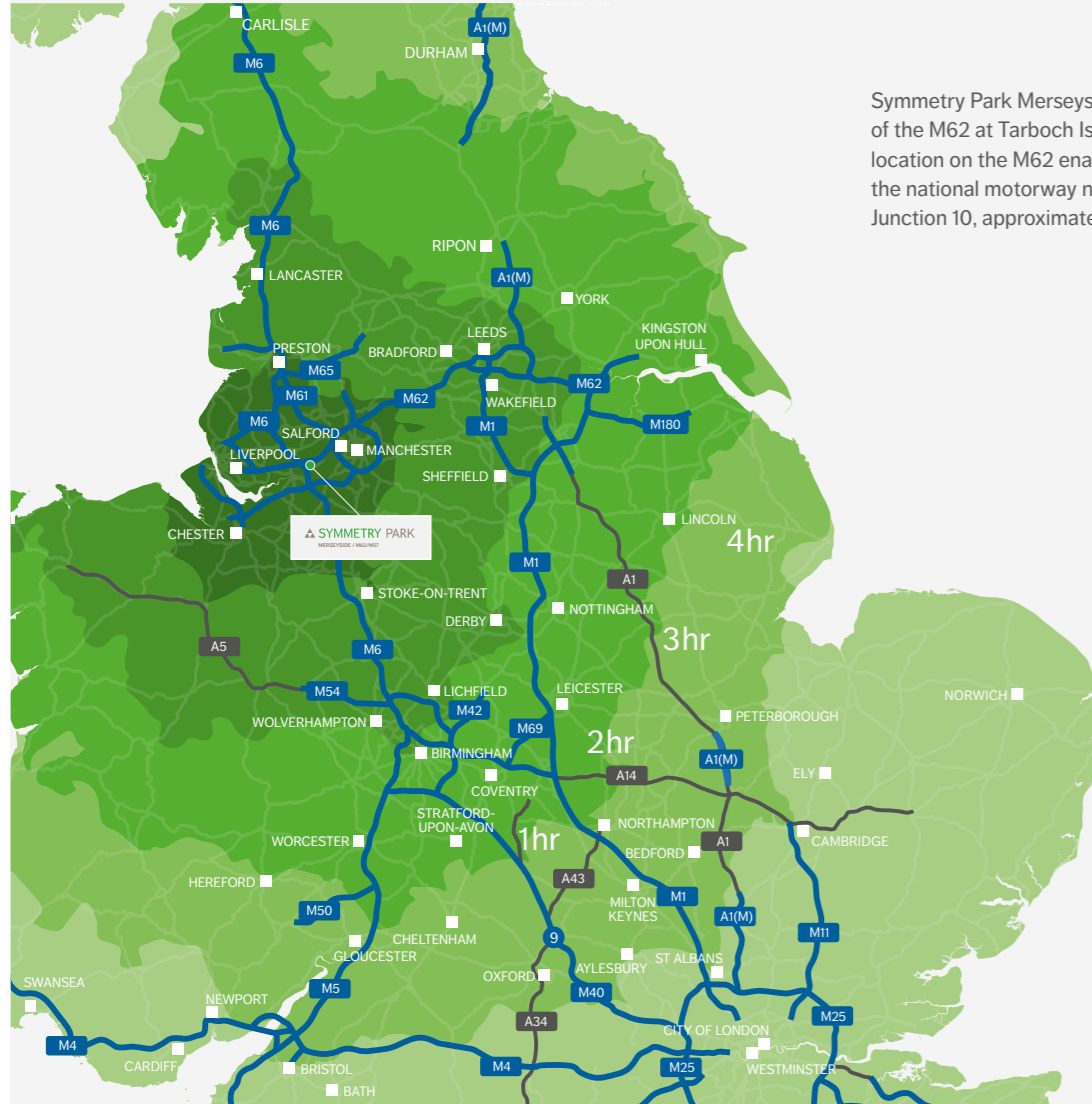 CARLISLE
A1(M)
DURHAM
M6
Symmetry Park Merseys
of the M62 at Tarboch Is
location on the M62 ena
the national motorway n
Junction 10, approximate
M6
RIPON
LANCASTER
A1(M)
YORK
KINGSTON
UPON HULL
LEEDS
PRESTON
BRADFORD
M65
M62
M61
M62
WAKEFIELD
M6
M1
M180
SALFORD
MANCHESTER
LIVERPOOL
SHEFFIELD
LINCOLN
CHESTER
SYMMETRY PARK
MERSEYSIDE / M62/M57
4hr
M1
A1
STOKE-ON-TRENT
NOTTINGHAM
DERBY
3hr
A5
M6
M54
LICHFIELD
LEICESTER
NORWICH
M42
WOLVERHAMPTON
M69
PETERBOROUGH
2hr
BIRMINGHAM
A1(M)
A14
ELY
COVENTRY
STRATFORD-
UPON-AVON
NORTHAMPTON
1hr
WORCESTER
A1
CAMBRIDGE
BEDFORD
HEREFORD
A43
MILTON
KEYNES
M1
M50
A1(M)
CHELTENHAM
M11
9
GLOUCESTER
AYLESBURY
ST ALBANS
OXFORD
SWANSEA
M5
M40
NEWPORT
A34
M25
CITY OF LONDON
M4
CARDIFF
BRISTOL
M4
M25
WESTMINSTER
BATH